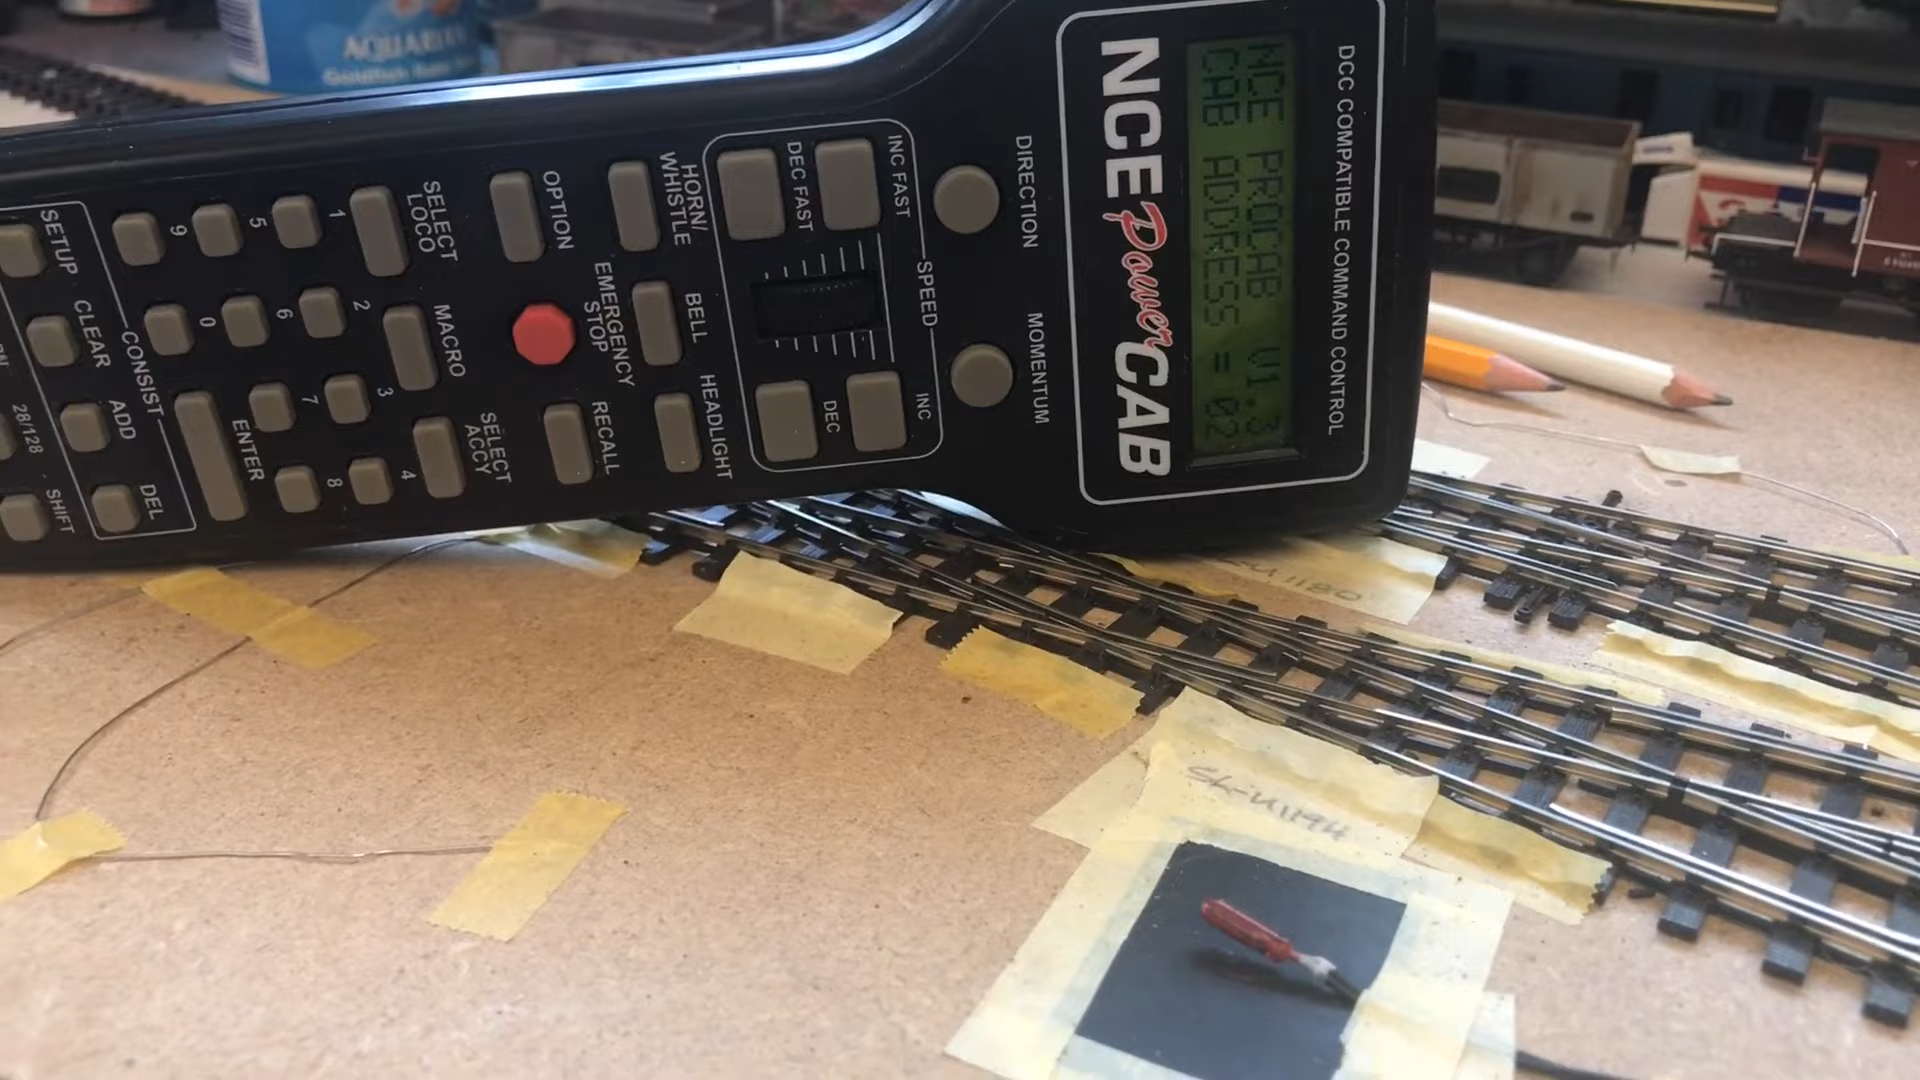 AQUARIAN
DCC COMPATIBLE COMMAND CONTROL
NCE PROCAB V1.3
CAB ADDRESS = 02
NCE PowerCAB
DIRECTION
MOMENTUM
SPEED
INC FAST
INC
DEC FAST
DEC
HORN/
WHISTLE
BELL
HEADLIGHT
OPTION
EMERGENCY
STOP
RECALL
SELECT
LOCO
MACRO
SELECT
ACCY
1
2
3
4
5
6
7
8
9
0
ENTER
CONSIST
SETUP
CLEAR
ADD
DEL
28/128
SHIFT
SL-U1194